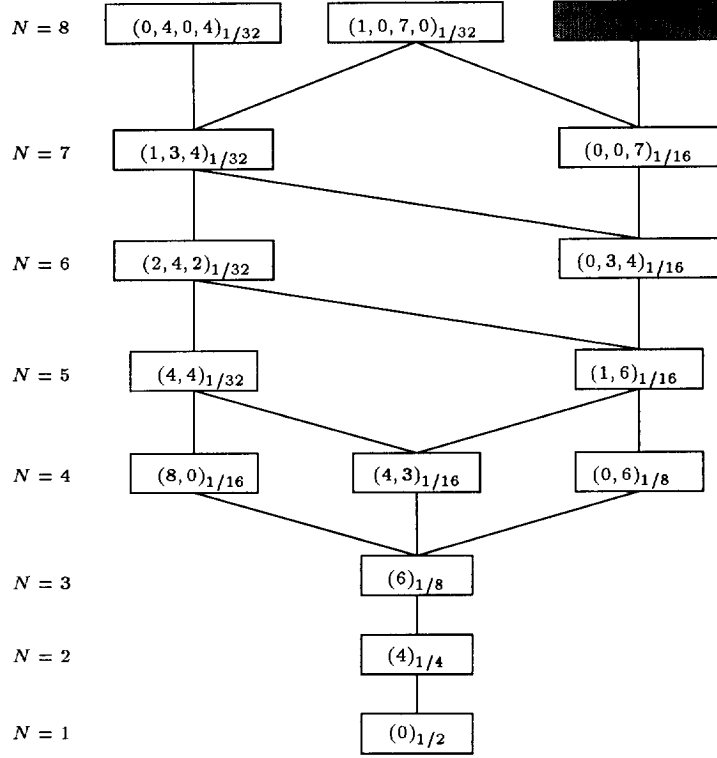 N = 8 (0,4,0,4)_{1/32} (1,0,7,0)_{1/32}
N = 7 (1,3,4)_{1/32} (0,0,7)_{1/16}
N = 6 (2,4,2)_{1/32} (0,3,4)_{1/16}
N = 5 (4,4)_{1/32} (1,6)_{1/16}
N = 4 (8,0)_{1/16} (4,3)_{1/16} (0,6)_{1/8}
N = 3 (6)_{1/8}
N = 2 (4)_{1/4}
N = 1 (0)_{1/2}